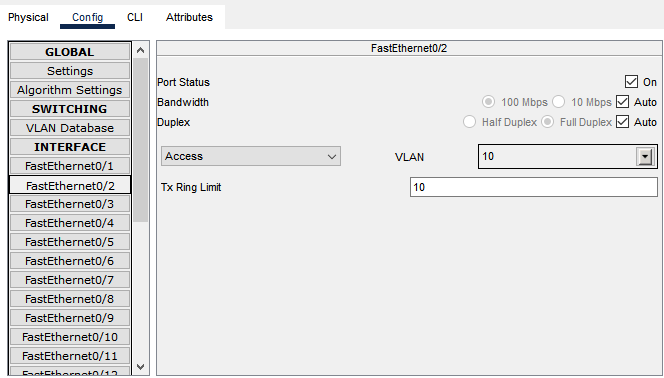 Physical Config CLI Attributes
GLOBAL
Settings
Algorithm Settings
SWITCHING
VLAN Database
INTERFACE
FastEthernet0/1
FastEthernet0/2
FastEthernet0/3
FastEthernet0/4
FastEthernet0/5
FastEthernet0/6
FastEthernet0/7
FastEthernet0/8
FastEthernet0/9
FastEthernet0/10
FastEthernet0/11
FastEthernet0/12
FastEthernet0/2
Port Status On
Bandwidth 100 Mbps 10 Mbps Auto
Duplex Half Duplex Full Duplex Auto
Access VLAN 10
Tx Ring Limit 10